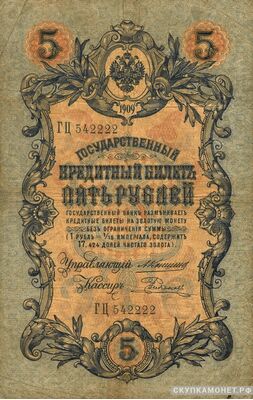 5 5
1909
ГЦ 542222
ГОСУДАРСТВЕННЫЙ
КРЕДИТНЫЙ БИЛЕТЪ
ПЯТЬ РУБЛЕЙ
ГОСУДАРСТВЕННЫЙ БАНКЪ РАЗМѢНИВАЕТЪ
КРЕДИТНЫЕ БИЛЕТЫ НА ЗОЛОТУЮ МОНЕТУ
БЕЗЪ ОГРАНИЧЕНІЯ СУММЫ
(1 РУБЛЬ = 1/15 ИМПЕРІАЛА, СОДЕРЖИТЪ
17,424 ДОЛЕЙ ЧИСТАГО ЗОЛОТА).
Управляющій
Кассиръ
ГЦ 542222
5
СКУПКАМОНЕТ.РФ